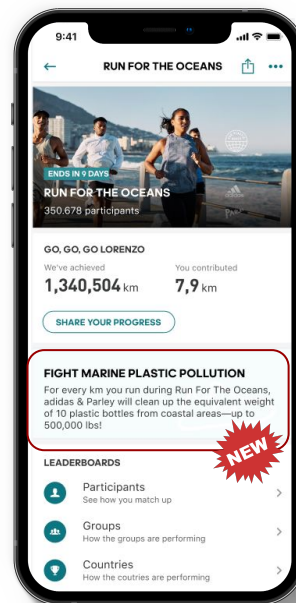 9:41
RUN FOR THE OCEANS
ENDS IN 9 DAYS
RUN FOR THE OCEANS
350.678 participants
adidas
GO, GO, GO LORENZO
We've achieved
You contributed
1,340,504 km
7,9 km
SHARE YOUR PROGRESS
FIGHT MARINE PLASTIC POLLUTION
For every km you run during Run For The Oceans,
adidas & Parley will clean up the equivalent weight
of 10 plastic bottles from coastal areas—up to
500,000 lbs!
NEW
LEADERBOARDS
Participants
See how you match up
Groups
How the groups are performing
Countries
How the coutries are performing